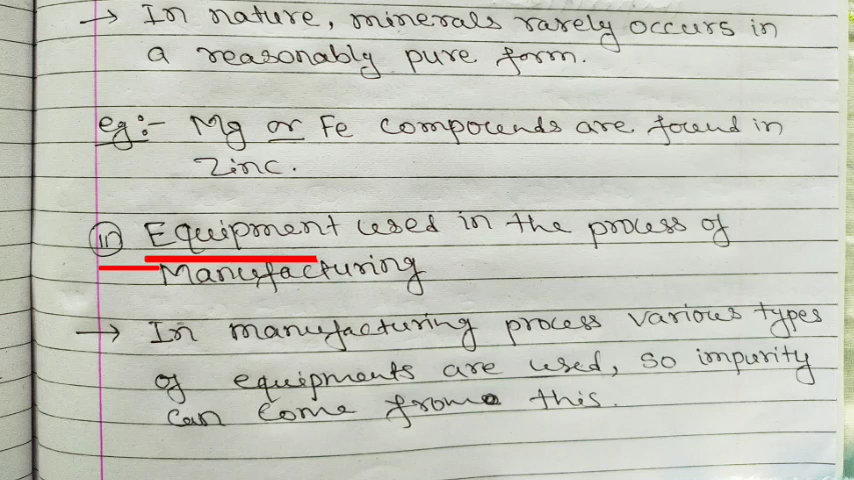 → In nature, minerals rarely occurs in
a reasonably pure form.
eg:- Mg or Fe compounds are found in
Zinc.
(iii) Equipment used in the process of
Manufacturing
→ In manufacturing process various types
of equipments are used, so impurity
can come from this.